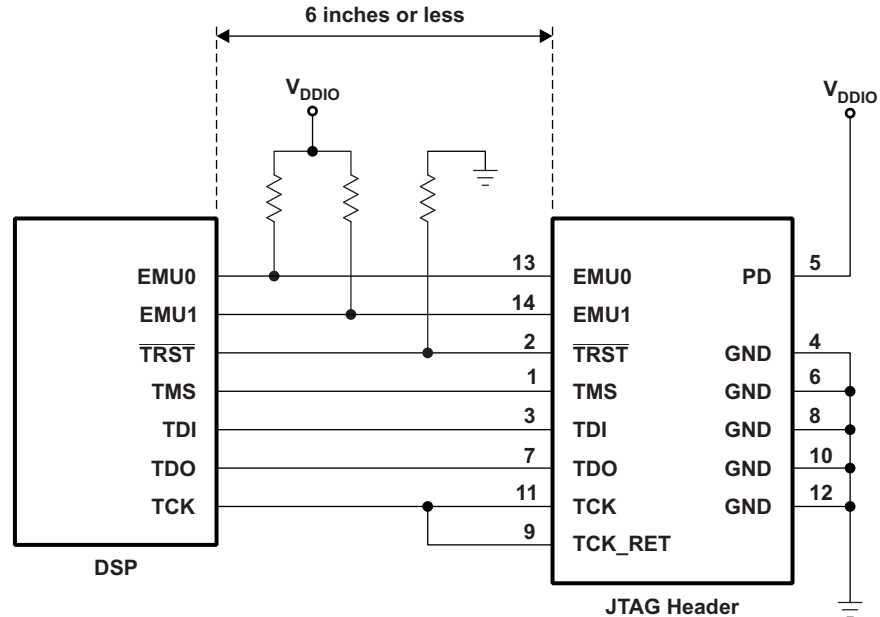 6 inches or less
VDDIO
VDDIO
13
EMU0
EMU0
PD
5
14
EMU1
EMU1
2
TRST
TRST
GND
4
1
TMS
TMS
GND
6
3
TDI
TDI
GND
8
7
TDO
TDO
GND
10
11
TCK
TCK
GND
12
9
TCK_RET
DSP
JTAG Header